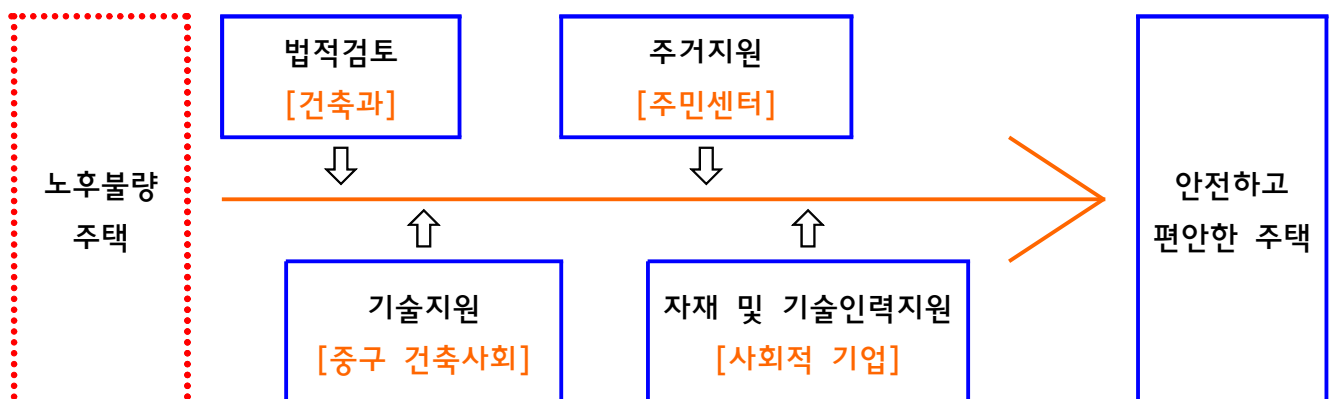 노후불량
주택
법적검토
[건축과]
주거지원
[주민센터]
기술지원
[중구 건축사회]
자재 및 기술인력지원
[사회적 기업]
안전하고
편안한 주택